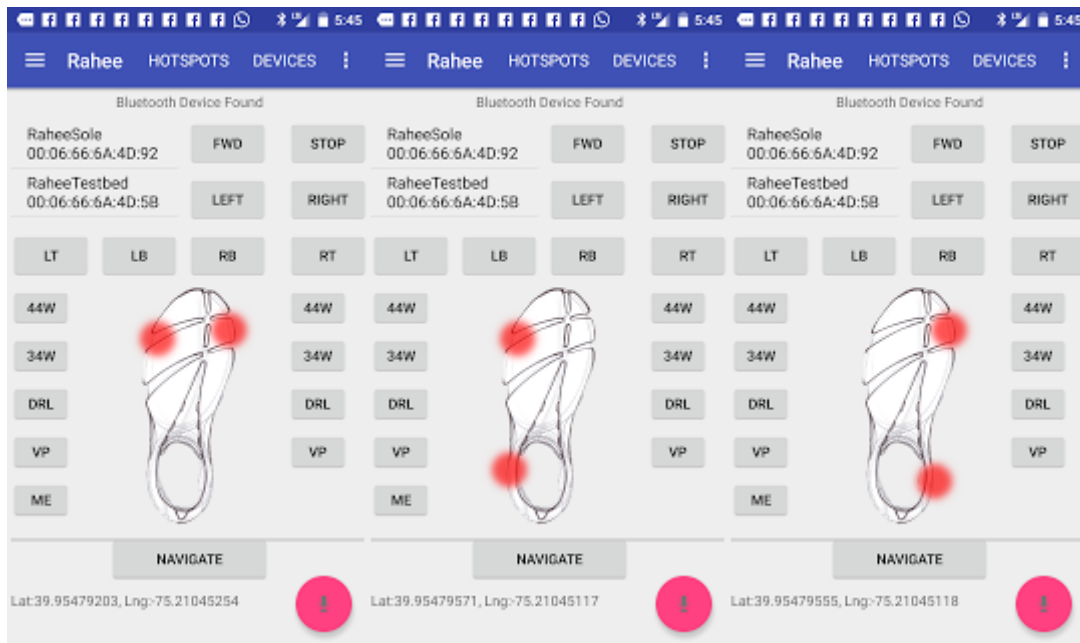 5:45
Rahee HOTSPOTS DEVICES
Bluetooth Device Found
RaheeSole
00:06:66:6A:4D:92
FWD STOP
RaheeTestbed
00:06:66:6A:4D:5B
LEFT RIGHT
LT LB RB RT
44W 44W
34W 34W
DRL DRL
VP VP
ME
NAVIGATE
Lat:39.95479203, Lng:-75.21045254
5:45
Rahee HOTSPOTS DEVICES
Bluetooth Device Found
RaheeSole
00:06:66:6A:4D:92
FWD STOP
RaheeTestbed
00:06:66:6A:4D:5B
LEFT RIGHT
LT LB RB RT
44W 44W
34W 34W
DRL DRL
VP VP
ME
NAVIGATE
Lat:39.95479571, Lng:-75.21045117
5:45
Rahee HOTSPOTS DEVICES
Bluetooth Device Found
RaheeSole
00:06:66:6A:4D:92
FWD STOP
RaheeTestbed
00:06:66:6A:4D:5B
LEFT RIGHT
LT LB RB RT
44W 44W
34W 34W
DRL DRL
VP VP
ME
NAVIGATE
Lat:39.95479555, Lng:-75.21045118